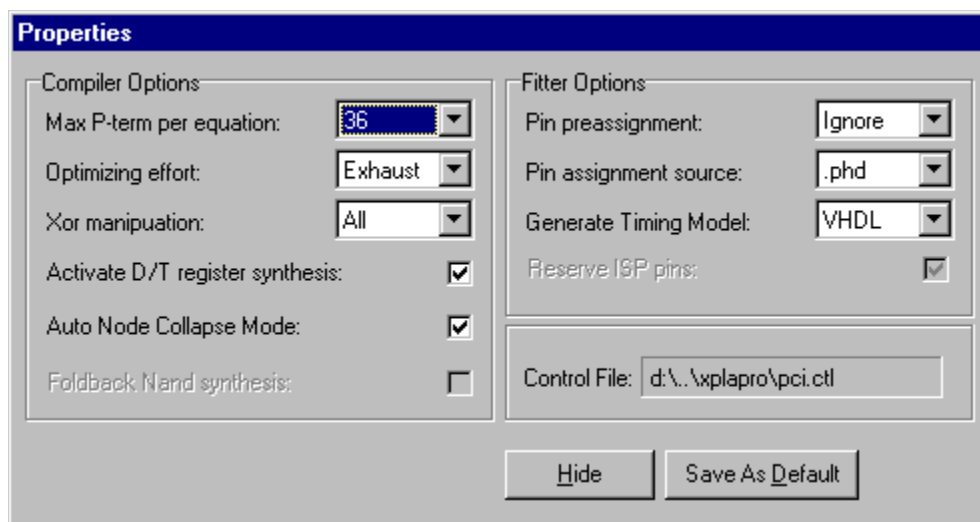 Properties
Compiler Options
Max P-term per equation: 36
Optimizing effort: Exhaust
Xor manipuation: All
Activate D/T register synthesis:
Auto Node Collapse Mode:
Foldback Nand synthesis:
Fitter Options
Pin preassignment: Ignore
Pin assignment source: .phd
Generate Timing Model: VHDL
Reserve ISP pins:
Control File: d:\..\xplapro\pci.ctl
Hide Save As Default